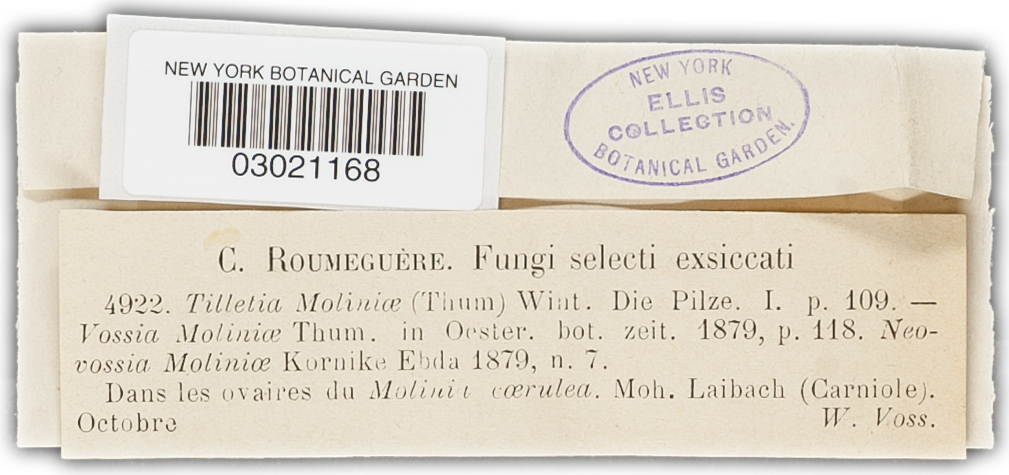 NEW YORK BOTANICAL GARDEN
03021168
NEW YORK
ELLIS
COLLECTION
BOTANICAL GARDEN.
C. ROUMEGUÈRE. Fungi selecti exsiccati
4922. Tilletia Moliniæ (Thum) Wint. Die Pilze. I. p. 109. —
Vossia Moliniæ Thum. in Oester. bot. zeit. 1879, p. 118. Neo-
vossia Moliniæ Kornike Ebda 1879, n. 7.
Dans les ovaires du cœrulea. Moh. Laibach (Carniole).
Octobre W. Voss.